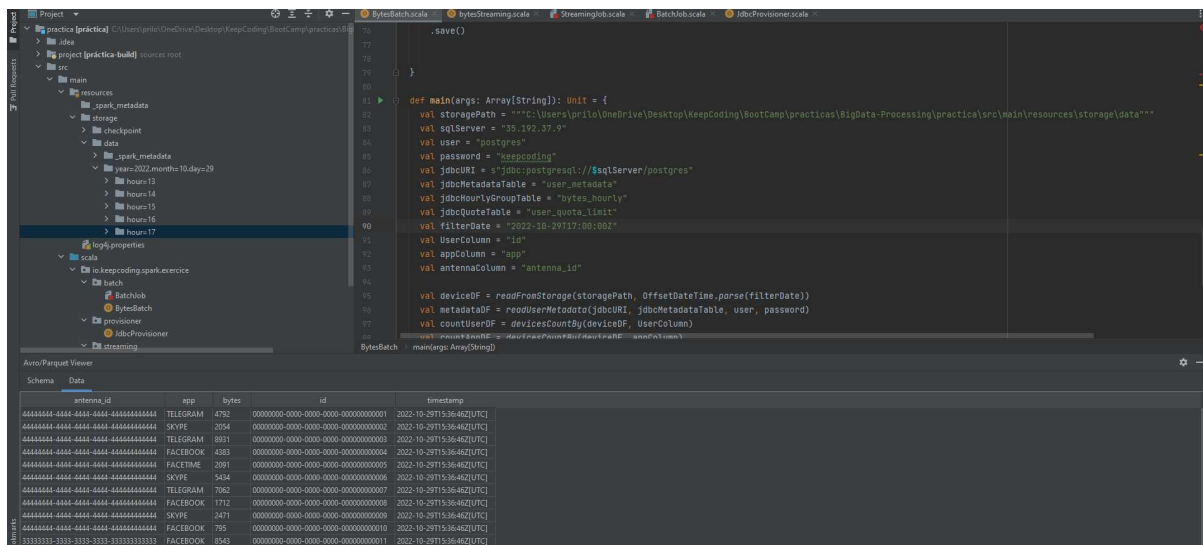 Project
BytesBatch.scala
bytesStreaming.scala
StreamingJob.scala
BatchJob.scala
JdbcProvisioner.scala
Project
Pull Requests
practica [práctica] C:\Users\prilo\OneDrive\Desktop\KeepCoding\BootCamp\practicas\Big
.idea
project [práctica-build] sources root
src
main
resources
_spark_metadata
storage
checkpoint
data
_spark_metadata
year=2022.month=10.day=29
hour=13
hour=14
hour=15
hour=16
hour=17
log4j.properties
scala
io.keepcoding.spark.exercice
batch
BatchJob
BytesBatch
provisioner
JdbcProvisioner
streaming
76 .save()
77
78
79 }
80
81 def main(args: Array[String]): Unit = {
82 val storagePath = """C:\Users\prilo\OneDrive\Desktop\KeepCoding\BootCamp\practicas\BigData-Processing\practica\src\main\resources\storage\data"""
83 val sqlServer = "35.192.37.9"
84 val user = "postgres"
85 val password = "keepcoding"
86 val jdbcURI = s"jdbc:postgresql://$sqlServer/postgres"
87 val jdbcMetadataTable = "user_metadata"
88 val jdbcHourlyGroupTable = "bytes_hourly"
89 val jdbcQuoteTable = "user_quota_limit"
90 val filterDate = "2022-10-29T17:00:00Z"
91 val UserColumn = "id"
92 val appColumn = "app"
93 val antennaColumn = "antenna_id"
94
95 val deviceDF = readFromStorage(storagePath, OffsetDateTime.parse(filterDate))
96 val metadataDF = readUserMetadata(jdbcURI, jdbcMetadataTable, user, password)
97 val countUserDF = devicesCountBy(deviceDF, UserColumn)
val countAppDF = devicesCountBy(deviceDF, appColumn)
BytesBatch main(args: Array[String])
Avro/Parquet Viewer
Schema Data
antenna_id app bytes id timestamp
44444444-4444-4444-4444-444444444444 TELEGRAM 4792 00000000-0000-0000-0000-000000000001 2022-10-29T15:36:46Z[UTC]
44444444-4444-4444-4444-444444444444 SKYPE 2054 00000000-0000-0000-0000-000000000002 2022-10-29T15:36:46Z[UTC]
44444444-4444-4444-4444-444444444444 TELEGRAM 8931 00000000-0000-0000-0000-000000000003 2022-10-29T15:36:46Z[UTC]
44444444-4444-4444-4444-444444444444 FACEBOOK 4383 00000000-0000-0000-0000-000000000004 2022-10-29T15:36:46Z[UTC]
44444444-4444-4444-4444-444444444444 FACETIME 2091 00000000-0000-0000-0000-000000000005 2022-10-29T15:36:46Z[UTC]
44444444-4444-4444-4444-444444444444 SKYPE 5434 00000000-0000-0000-0000-000000000006 2022-10-29T15:36:46Z[UTC]
44444444-4444-4444-4444-444444444444 TELEGRAM 7062 00000000-0000-0000-0000-000000000007 2022-10-29T15:36:46Z[UTC]
44444444-4444-4444-4444-444444444444 FACEBOOK 1712 00000000-0000-0000-0000-000000000008 2022-10-29T15:36:46Z[UTC]
44444444-4444-4444-4444-444444444444 SKYPE 2471 00000000-0000-0000-0000-000000000009 2022-10-29T15:36:46Z[UTC]
44444444-4444-4444-4444-444444444444 FACEBOOK 795 00000000-0000-0000-0000-000000000010 2022-10-29T15:36:46Z[UTC]
33333333-3333-3333-3333-333333333333 FACEBOOK 8543 00000000-0000-0000-0000-000000000011 2022-10-29T15:36:46Z[UTC]